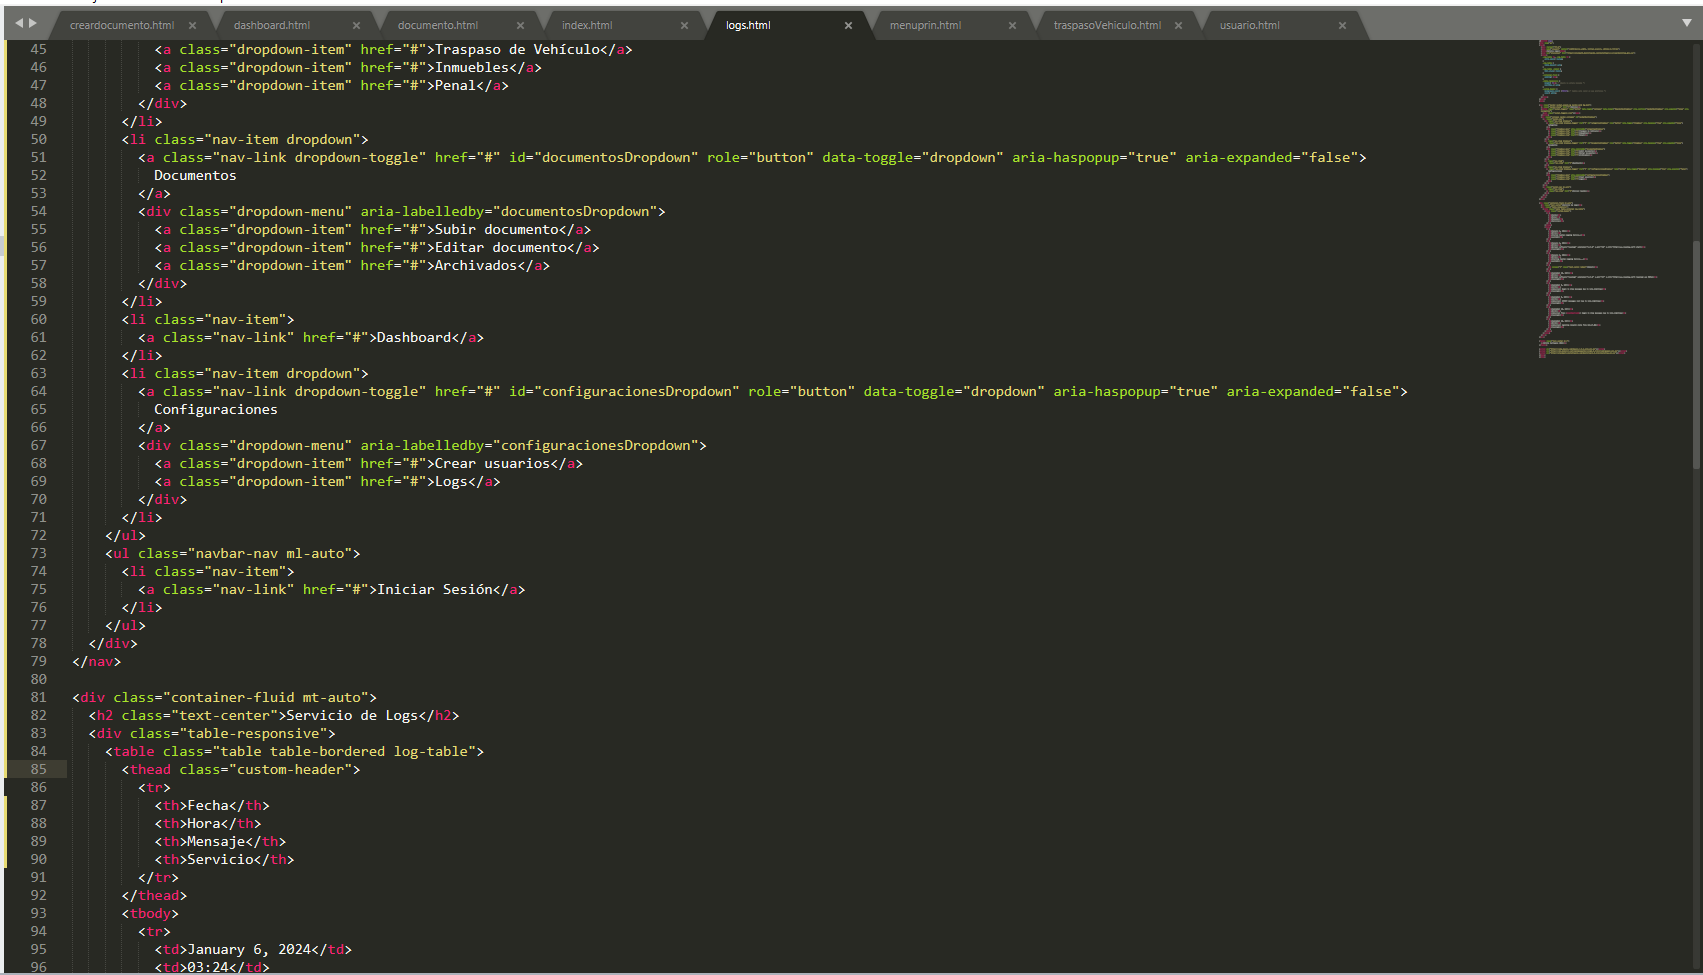 creardocumento.html × dashboard.html × documento.html × index.html × logs.html × menuprin.html × traspasoVehiculo.html × usuario.html ×
45 <a class="dropdown-item" href="#">Traspaso de Vehículo</a>
46 <a class="dropdown-item" href="#">Inmuebles</a>
47 <a class="dropdown-item" href="#">Penal</a>
48 </div>
49 </li>
50 <li class="nav-item dropdown">
51 <a class="nav-link dropdown-toggle" href="#" id="documentosDropdown" role="button" data-toggle="dropdown" aria-haspopup="true" aria-expanded="false">
52 Documentos
53 </a>
54 <div class="dropdown-menu" aria-labelledby="documentosDropdown">
55 <a class="dropdown-item" href="#">Subir documento</a>
56 <a class="dropdown-item" href="#">Editar documento</a>
57 <a class="dropdown-item" href="#">Archivados</a>
58 </div>
59 </li>
60 <li class="nav-item">
61 <a class="nav-link" href="#">Dashboard</a>
62 </li>
63 <li class="nav-item dropdown">
64 <a class="nav-link dropdown-toggle" href="#" id="configuracionesDropdown" role="button" data-toggle="dropdown" aria-haspopup="true" aria-expanded="false">
65 Configuraciones
66 </a>
67 <div class="dropdown-menu" aria-labelledby="configuracionesDropdown">
68 <a class="dropdown-item" href="#">Crear usuarios</a>
69 <a class="dropdown-item" href="#">Logs</a>
70 </div>
71 </li>
72 </ul>
73 <ul class="navbar-nav ml-auto">
74 <li class="nav-item">
75 <a class="nav-link" href="#">Iniciar Sesión</a>
76 </li>
77 </ul>
78 </div>
79 </nav>
80
81 <div class="container-fluid mt-auto">
82 <h2 class="text-center">Servicio de Logs</h2>
83 <div class="table-responsive">
84 <table class="table table-bordered log-table">
85 <thead class="custom-header">
86 <tr>
87 <th>Fecha</th>
88 <th>Hora</th>
89 <th>Mensaje</th>
90 <th>Servicio</th>
91 </tr>
92 </thead>
93 <tbody>
94 <tr>
95 <td>January 6, 2024</td>
96 <td>03:24</td>